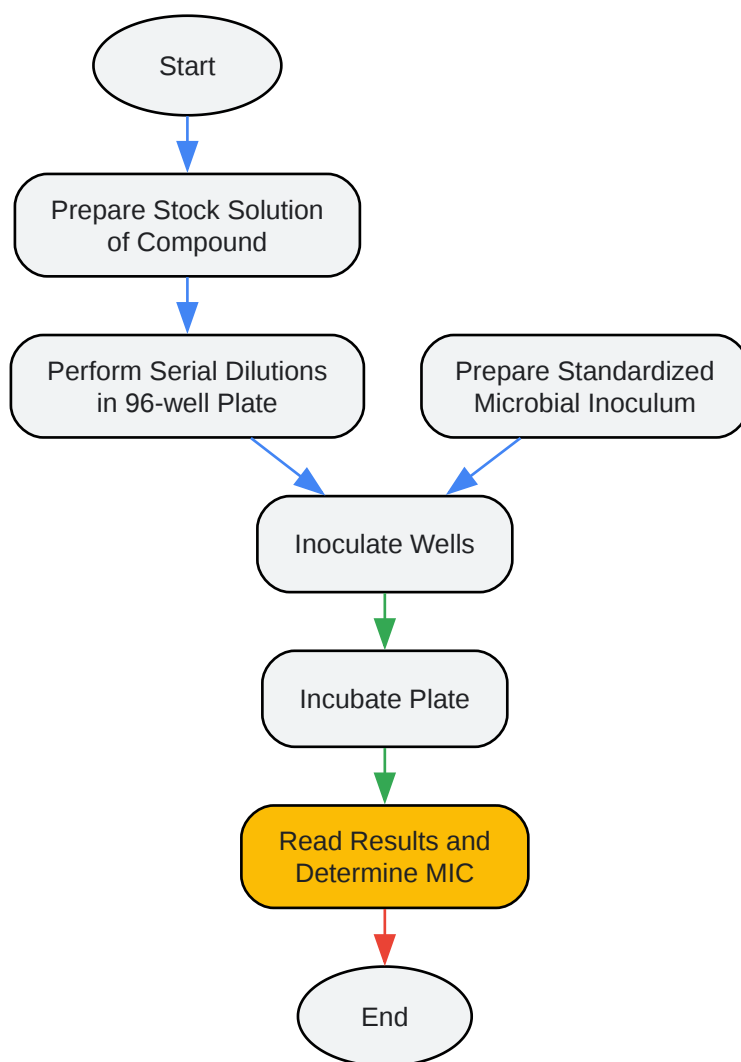 Start
Prepare Stock Solution
of Compound
Perform Serial Dilutions
in 96-well Plate
Prepare Standardized
Microbial Inoculum
Inoculate Wells
Incubate Plate
Read Results and
Determine MIC
End